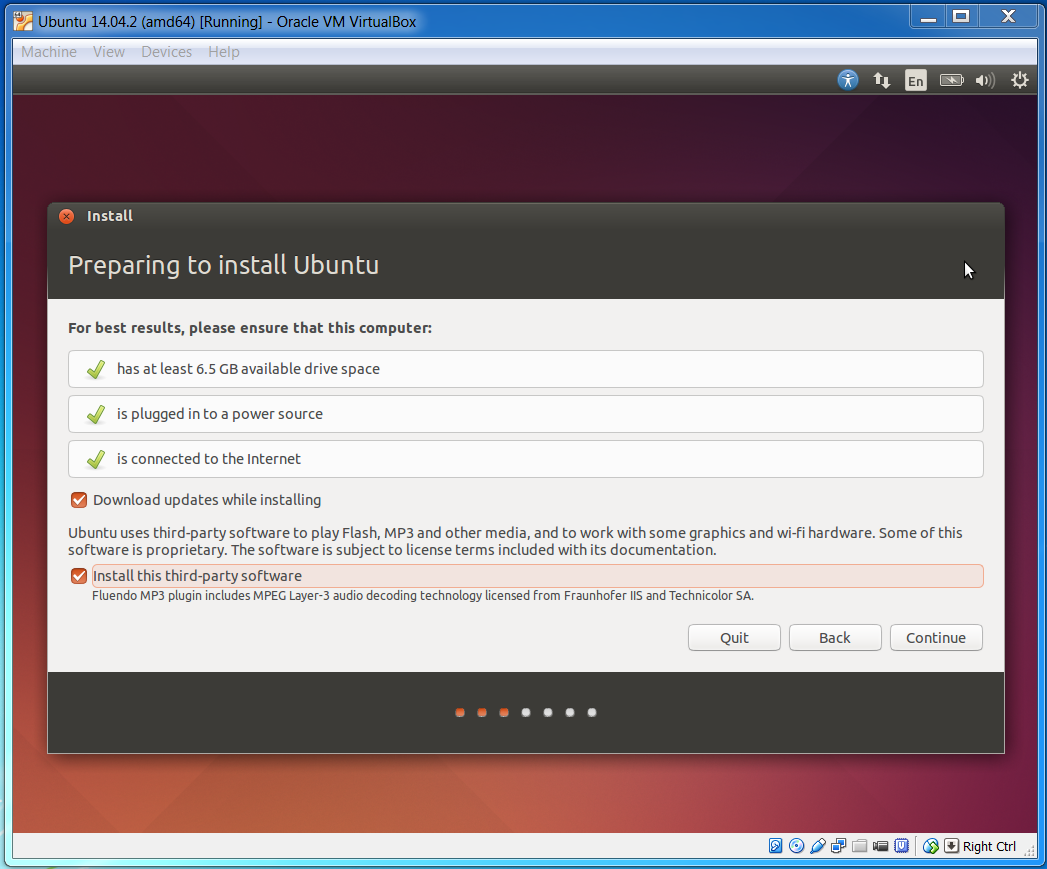 Ubuntu 14.04.2 (amd64) [Running] - Oracle VM VirtualBox
Machine View Devices Help
En
Install
Preparing to install Ubuntu
For best results, please ensure that this computer:
has at least 6.5 GB available drive space
is plugged in to a power source
is connected to the Internet
Download updates while installing
Ubuntu uses third-party software to play Flash, MP3 and other media, and to work with some graphics and wi-fi hardware. Some of this
software is proprietary. The software is subject to license terms included with its documentation.
Install this third-party software
Fluendo MP3 plugin includes MPEG Layer-3 audio decoding technology licensed from Fraunhofer IIS and Technicolor SA.
Quit Back Continue
Right Ctrl